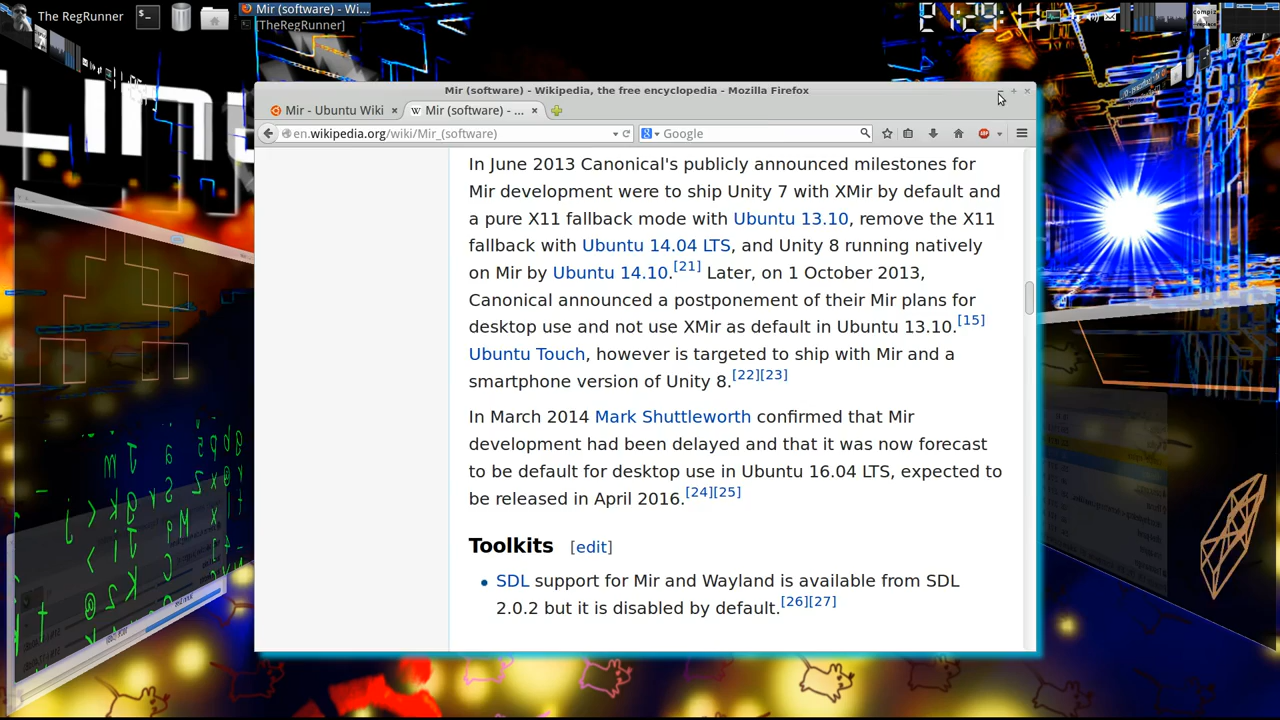 The RegRunner
Mir (software) - Wi...
[TheRegRunner]
Mir (software) - Wikipedia, the free encyclopedia - Mozilla Firefox
Mir - Ubuntu Wiki
Mir (software) - ...
en.wikipedia.org/wiki/Mir_(software)
Google
In June 2013 Canonical's publicly announced milestones for
Mir development were to ship Unity 7 with XMir by default and
a pure X11 fallback mode with Ubuntu 13.10, remove the X11
fallback with Ubuntu 14.04 LTS, and Unity 8 running natively
on Mir by Ubuntu 14.10.[21] Later, on 1 October 2013,
Canonical announced a postponement of their Mir plans for
desktop use and not use XMir as default in Ubuntu 13.10.[15]
Ubuntu Touch, however is targeted to ship with Mir and a
smartphone version of Unity 8.[22][23]
In March 2014 Mark Shuttleworth confirmed that Mir
development had been delayed and that it was now forecast
to be default for desktop use in Ubuntu 16.04 LTS, expected to
be released in April 2016.[24][25]
Toolkits [edit]
• SDL support for Mir and Wayland is available from SDL
2.0.2 but it is disabled by default.[26][27]